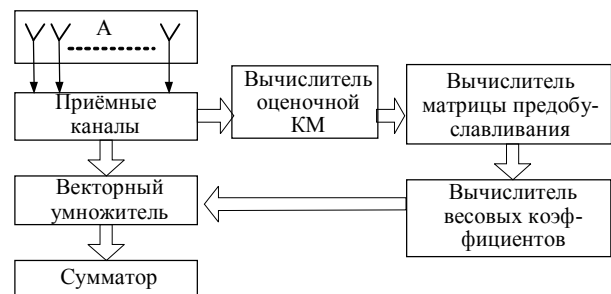 А
Приёмные
каналы
Вычислитель
оценочной
КМ
Вычислитель
матрицы предобу-
славливания
Векторный
умножитель
Вычислитель
весовых коэф-
фициентов
Сумматор